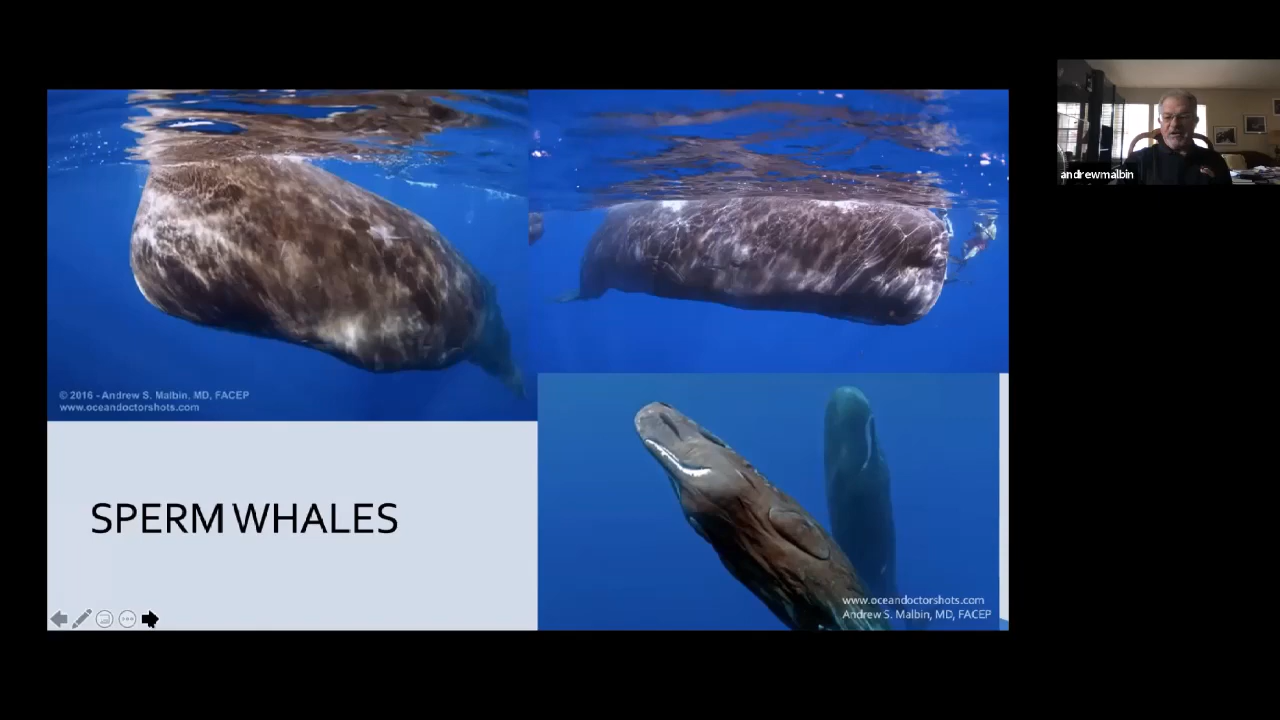 andrewmalbin
© 2016 - Andrew S. Malbin, MD, FACEP
www.oceandoctorshots.com
SPERM WHALES
www.oceandoctorshots.com
Andrew S. Malbin, MD, FACEP